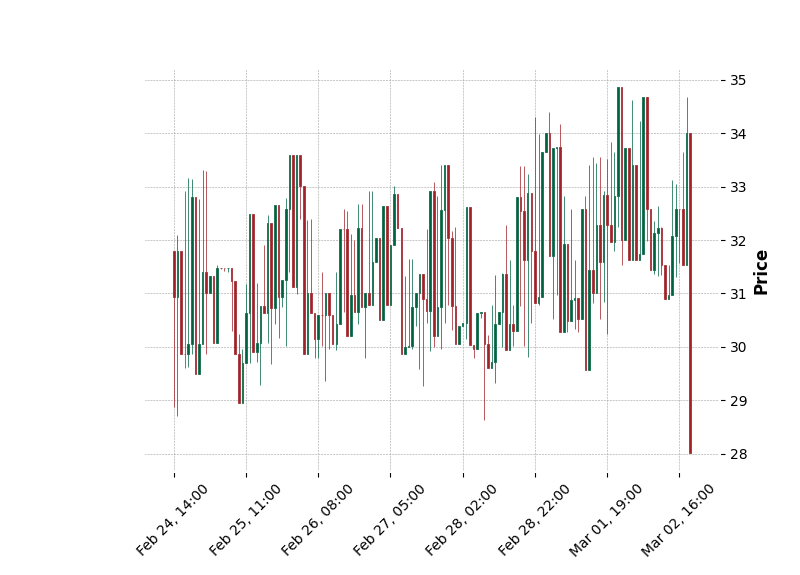 35
34
33
32
31
30
29
28
Price
Feb 24, 14:00
Feb 25, 11:00
Feb 26, 08:00
Feb 27, 05:00
Feb 28, 02:00
Feb 28, 22:00
Mar 01, 19:00
Mar 02, 16:00